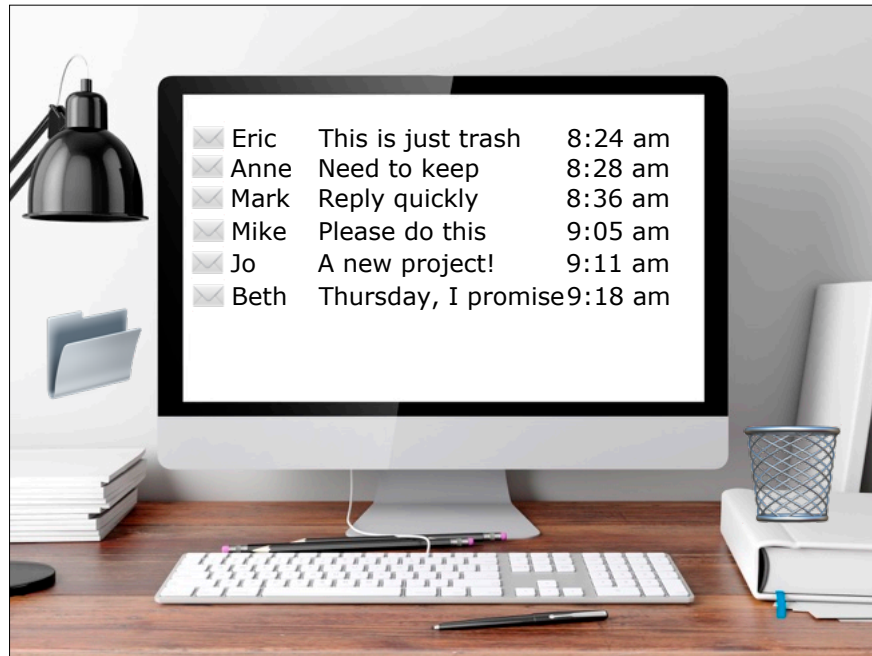 Eric This is just trash 8:24 am
Anne Need to keep 8:28 am
Mark Reply quickly 8:36 am
Mike Please do this 9:05 am
Jo A new project! 9:11 am
Beth Thursday, I promise 9:18 am